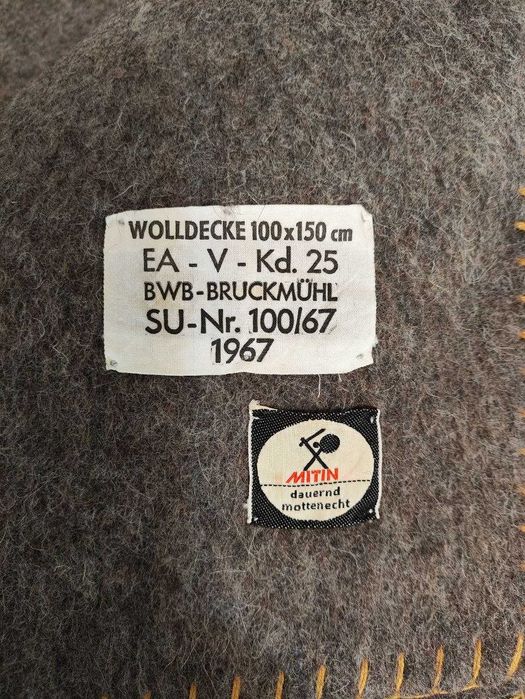 WOLLDECKE 100x150 cm
EA - V - Kd. 25
BWB-BRUCKMÜHL
SU-Nr. 100/67
1967
MITIN
dauernd
mottenecht